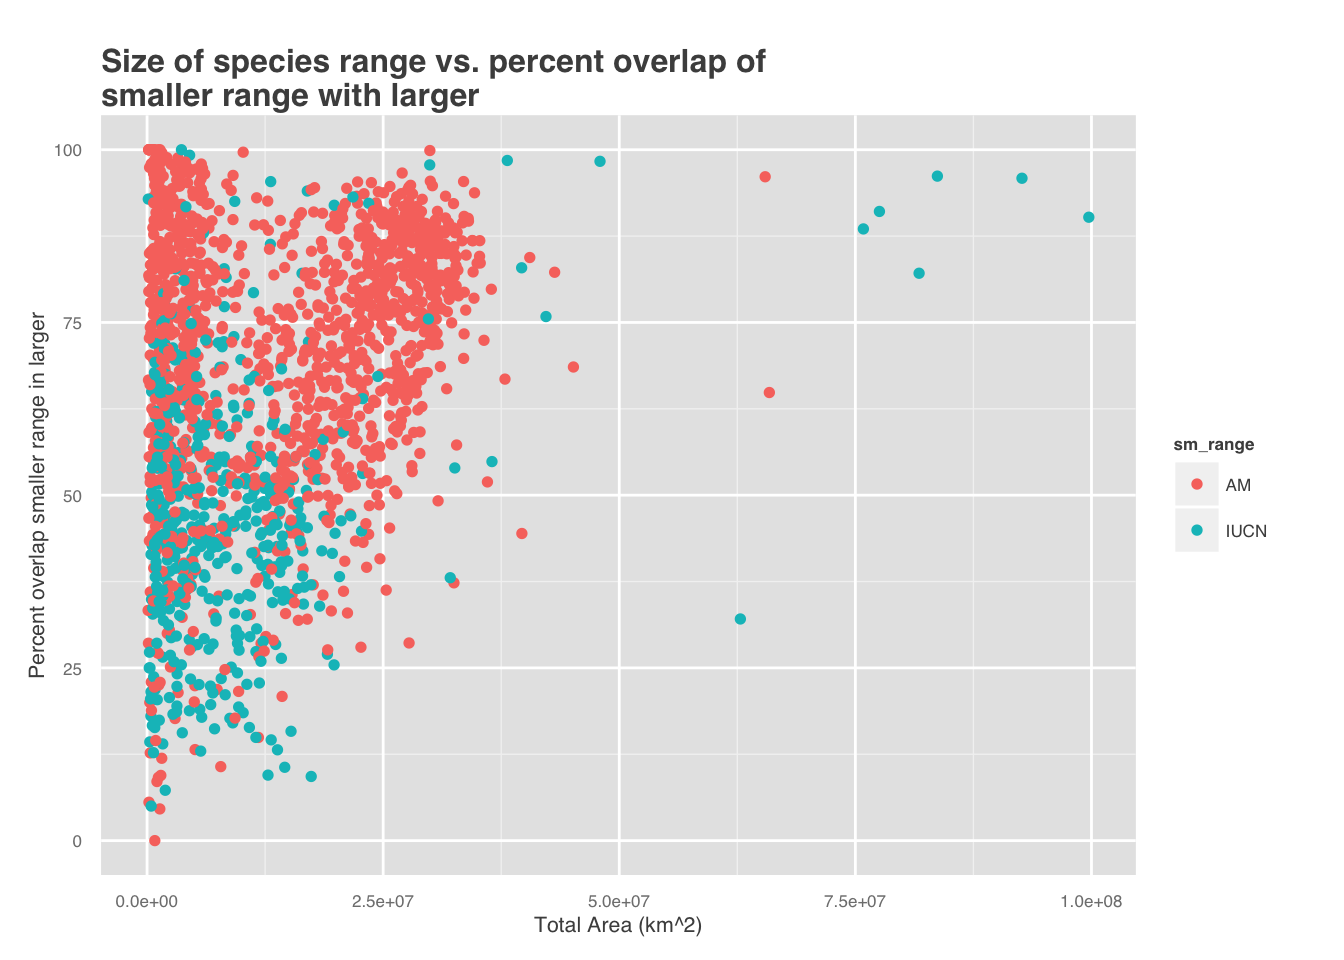 Size of species range vs. percent overlap of
smaller range with larger
Percent overlap smaller range in larger
100
75
50
25
0
0.0e+00
2.5e+07
5.0e+07
7.5e+07
1.0e+08
Total Area (km^2)
sm_range
AM
IUCN